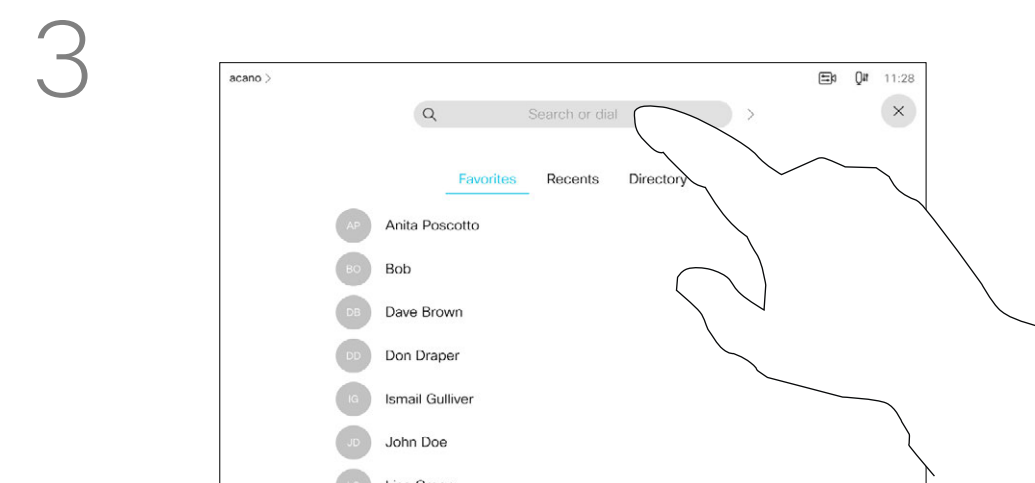 3
acano >
11:28
Search or dial >
Favorites Recents Directory
AP Anita Poscotto
BO Bob
DB Dave Brown
DD Don Draper
IG Ismail Gulliver
JD John Doe